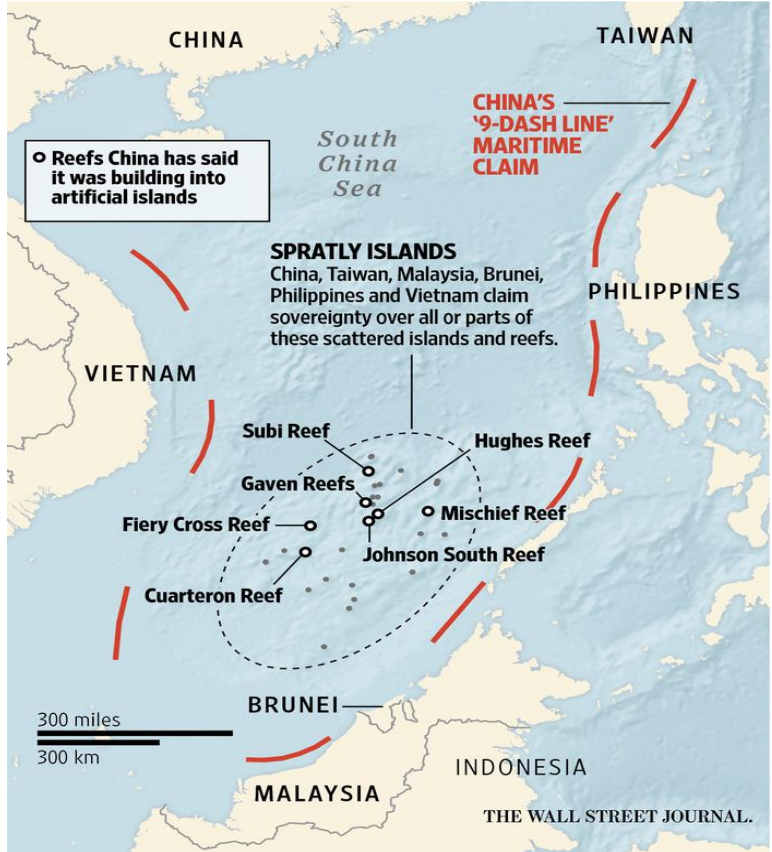 CHINA
TAIWAN
CHINA'S
'9-DASH LINE'
MARITIME
CLAIM
South
China
Sea
Reefs China has said
it was building into
artificial islands
SPRATLY ISLANDS
China, Taiwan, Malaysia, Brunei,
Philippines and Vietnam claim
sovereignty over all or parts of
these scattered islands and reefs.
PHILIPPINES
VIETNAM
Subi Reef
Hughes Reef
Gaven Reefs
Mischief Reef
Fiery Cross Reef
Johnson South Reef
Cuarteron Reef
BRUNEI
300 miles
300 km
INDONESIA
MALAYSIA
THE WALL STREET JOURNAL.